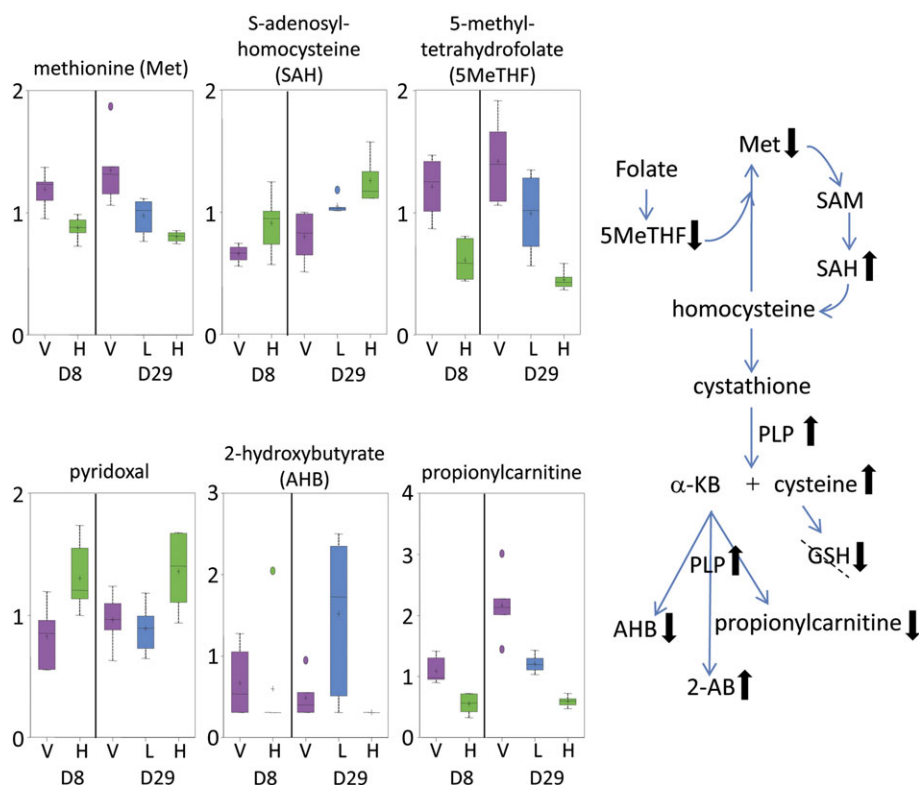 methionine (Met)
2
1
0
V H V L H
D8 D29
S-adenosyl-
homocysteine
(SAH)
2
1
0
V H V L H
D8 D29
5-methyl-
tetrahydrofolate
(5MeTHF)
2
1
0
V H V L H
D8 D29
pyridoxal
2
1
0
V H V L H
D8 D29
2-hydroxybutyrate
(AHB)
3
2
1
0
V H V L H
D8 D29
propionylcarnitine
4
3
2
1
0
V H V L H
D8 D29
Met
Folate
SAM
5MeTHF
SAH
homocysteine
cystathione
PLP
α-KB + cysteine
GSH
PLP
AHB propionylcarnitine
2-AB